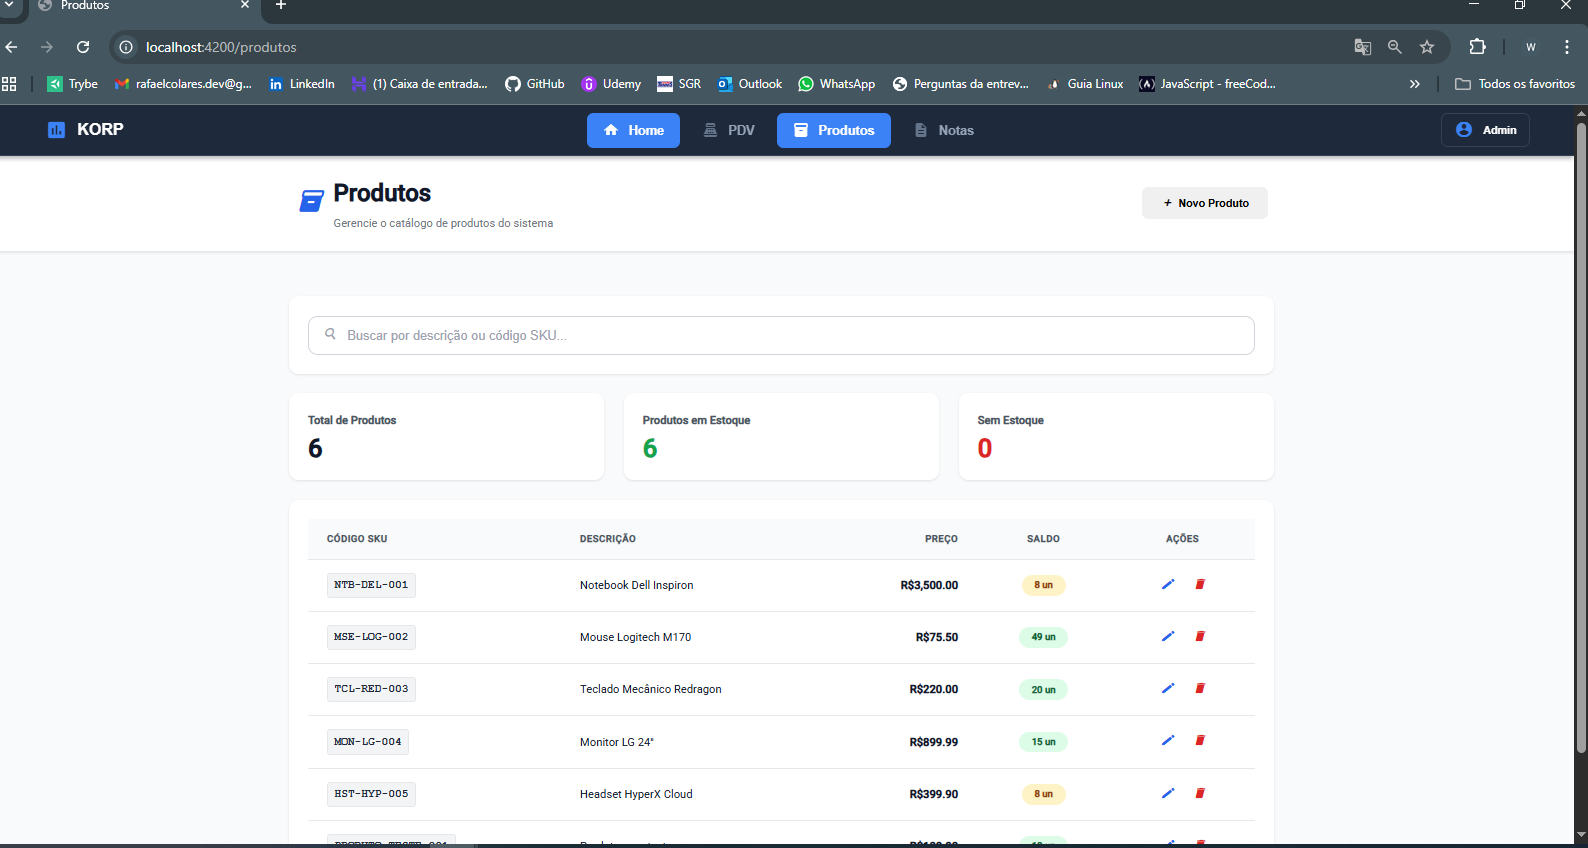 Produtos
localhost:4200/produtos
W
Trybe
rafaelcolares.dev@g...
LinkedIn
(1) Caixa de entrada...
GitHub
Udemy
SGR
Outlook
WhatsApp
Perguntas da entrev...
Guia Linux
JavaScript - freeCod...
Todos os favoritos
KORP
Home
PDV
Produtos
Notas
Admin
Produtos
Gerencie o catálogo de produtos do sistema
+ Novo Produto
Buscar por descrição ou código SKU...
Total de Produtos
6
Produtos em Estoque
6
Sem Estoque
0
CÓDIGO SKU DESCRIÇÃO PREÇO SALDO AÇÕES
NTB-DEL-001 Notebook Dell Inspiron R$3,500.00 8 un
MSE-LOG-002 Mouse Logitech M170 R$75.50 49 un
TCL-RED-003 Teclado Mecânico Redragon R$220.00 20 un
MON-LG-004 Monitor LG 24" R$899.99 15 un
HST-HYP-005 Headset HyperX Cloud R$399.90 8 un